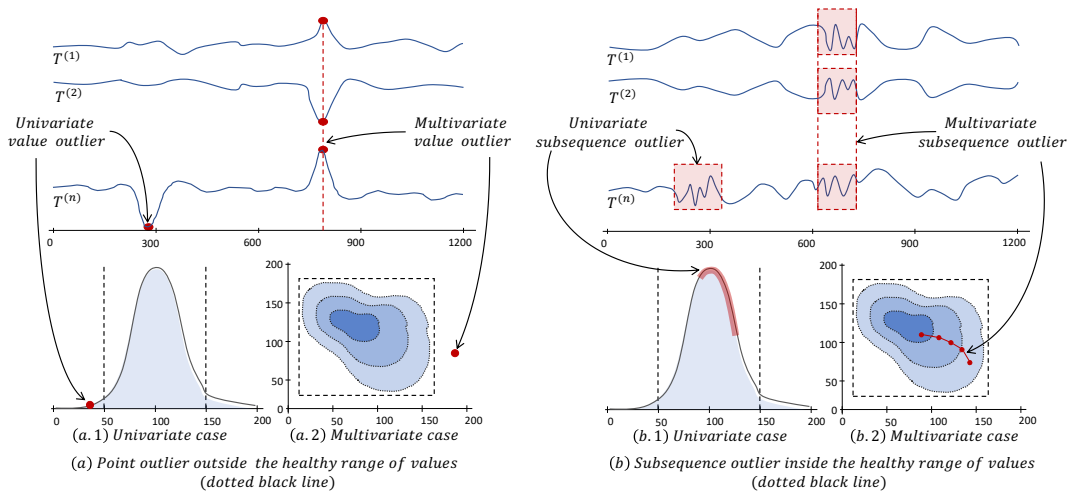 T^(1)
T^(2)
Univariate
value outlier
Multivariate
value outlier
T^(n)
0 300 600 900 1200
200
150
100
50
0 50 100 150 200
200
150
100
50
0 50 100 150 200
(a.1) Univariate case
(a.2) Multivariate case
(a) Point outlier outside the healthy range of values
(dotted black line)
T^(1)
T^(2)
Univariate
subsequence outlier
Multivariate
subsequence outlier
T^(n)
0 300 600 900 1200
0 50 100 150 200
200
150
100
50
0 50 100 150 200
(b.1) Univariate case
(b.2) Multivariate case
(b) Subsequence outlier inside the healthy range of values
(dotted black line)